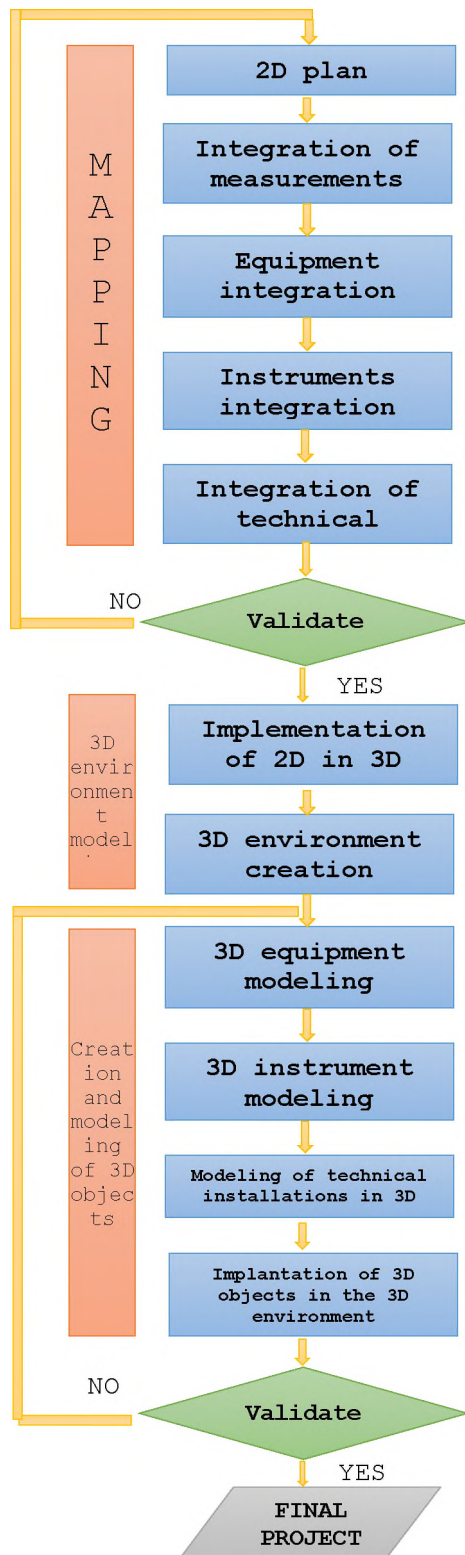 2D plan
MAPPING
Integration of
measurements
Equipment
integration
Instruments
integration
Integration of
technical
NO
Validate
YES
3D
envir
onmen
t
model
Implementation
of 2D in 3D
3D environment
creation
3D equipment
modeling
Creat
ion
and
model
ing
of 3D
objec
ts
3D instrument
modeling
Modeling of technical
installations in 3D
Implantation of 3D
objects in the 3D
environment
NO
Validate
YES
FINAL
PROJECT